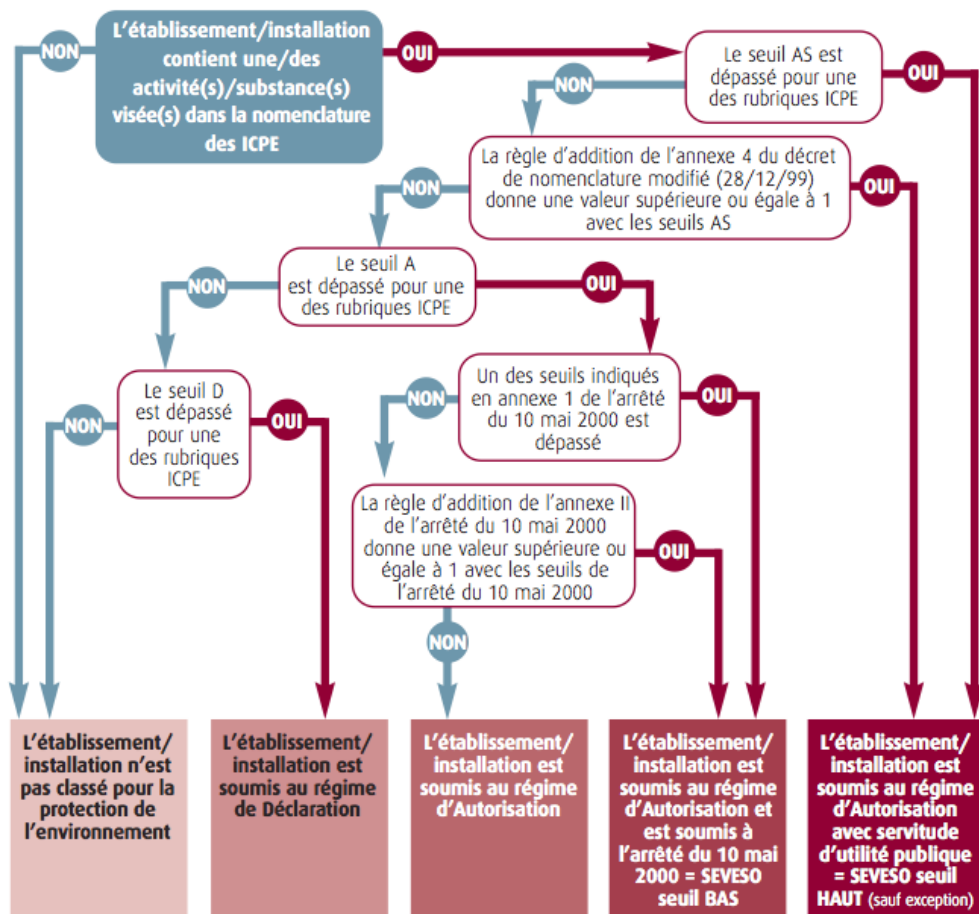 L'établissement/installation
contient une/des
activité(s)/substance(s)
visée(s) dans la nomenclature
des ICPE
NON
OUI
Le seuil AS est
dépassé pour une
des rubriques ICPE
NON
OUI
La règle d'addition de l'annexe 4 du décret
de nomenclature modifié (28/12/99)
donne une valeur supérieure ou égale à 1
avec les seuils AS
NON
OUI
Le seuil A
est dépassé pour une
des rubriques ICPE
NON
OUI
Le seuil D
est dépassé
pour une
des rubriques
ICPE
NON
OUI
Un des seuils indiqués
en annexe 1 de l'arrêté
du 10 mai 2000 est
dépassé
NON
OUI
La règle d'addition de l'annexe II
de l'arrêté du 10 mai 2000
donne une valeur supérieure ou
égale à 1 avec les seuils de
l'arrêté du 10 mai 2000
OUI
NON
L'établissement/
installation n'est
pas classé pour la
protection de
l'environnement
L'établissement/
installation est
soumis au régime
de Déclaration
L'établissement/
installation est
soumis au régime
d'Autorisation
L'établissement/
installation est
soumis au régime
d'Autorisation et
est soumis à
l'arrêté du 10 mai
2000 = SEVESO
seuil BAS
L'établissement/
installation est
soumis au régime
d'Autorisation
avec servitude
d'utilité publique
= SEVESO seuil
HAUT (sauf exception)